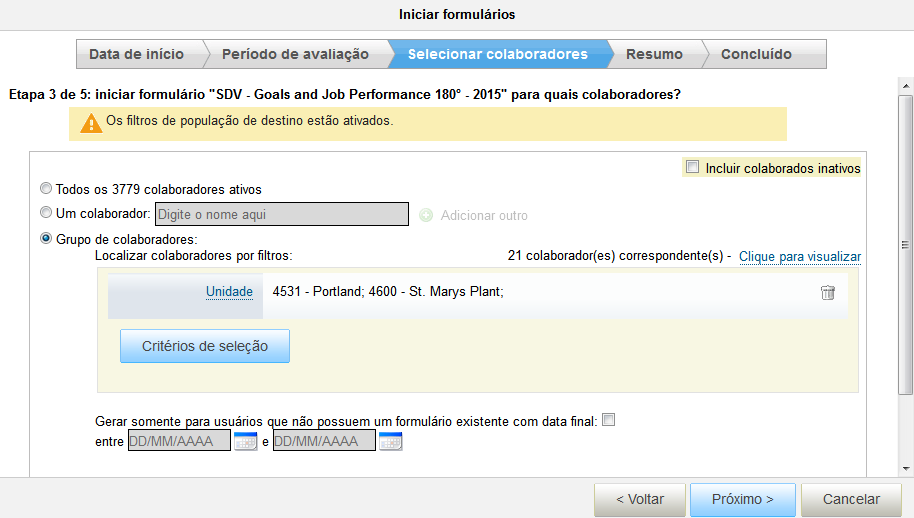 Iniciar formulários
Data de início
Período de avaliação
Selecionar colaboradores
Resumo
Concluído
Etapa 3 de 5: iniciar formulário "SDV - Goals and Job Performance 180° - 2015" para quais colaboradores?
Os filtros de população de destino estão ativados.
Incluir colaborados inativos
Todos os 3779 colaboradores ativos
Um colaborador: Digite o nome aqui Adicionar outro
Grupo de colaboradores:
Localizar colaboradores por filtros: 21 colaborador(es) correspondente(s) - Clique para visualizar
Unidade 4531 - Portland; 4600 - St. Marys Plant;
Critérios de seleção
Gerar somente para usuários que não possuem um formulário existente com data final:
entre DD/MM/AAAA e DD/MM/AAAA
< Voltar Próximo > Cancelar